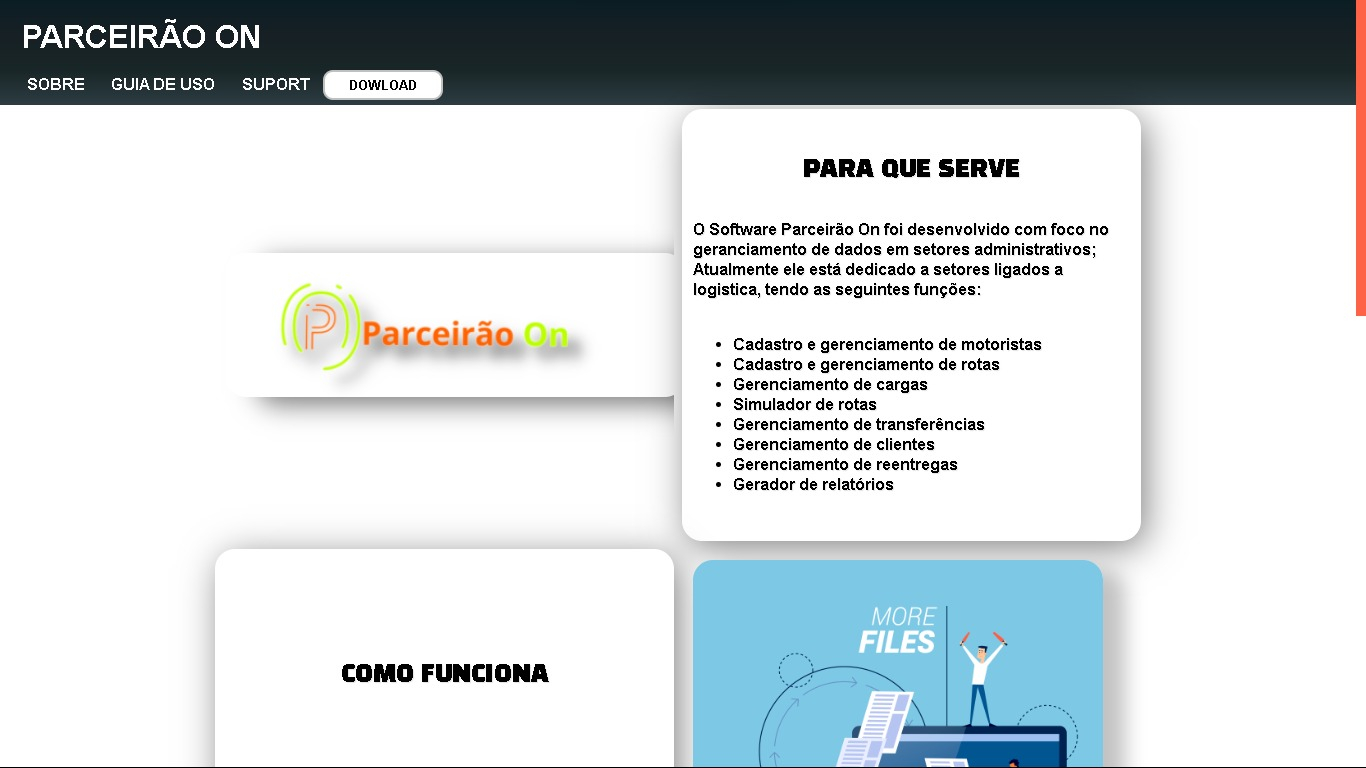 PARCEIRÃO ON
SOBRE GUIA DE USO SUPORT DOWLOAD
Parceirão On
PARA QUE SERVE
O Software Parceirão On foi desenvolvido com foco no
geranciamento de dados em setores administrativos;
Atualmente ele está dedicado a setores ligados a
logistica, tendo as seguintes funções:
• Cadastro e gerenciamento de motoristas
• Cadastro e gerenciamento de rotas
• Gerenciamento de cargas
• Simulador de rotas
• Gerenciamento de transferências
• Gerenciamento de clientes
• Gerenciamento de reentregas
• Gerador de relatórios
COMO FUNCIONA
MORE
FILES